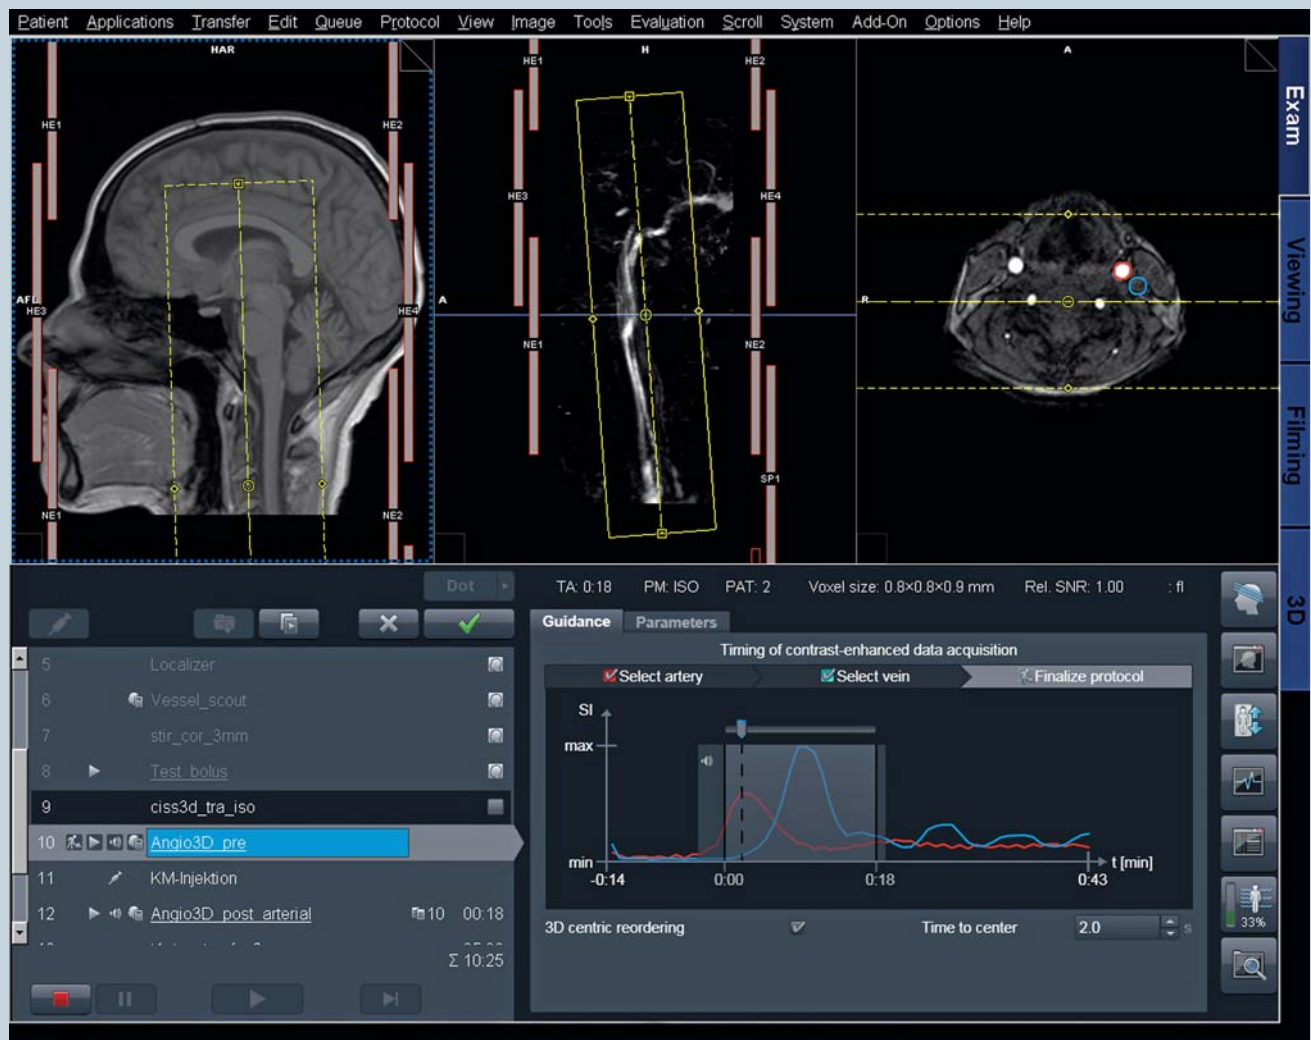 Patient Applications Transfer Edit Queue Protocol View Image Tools Evaluation Scroll System Add-On Options Help
HAR
HE1
HE2
AFL
HE3
HE4
NE1
NE2
H
HE1
HE2
HE3
HE4
A
NE1
NE2
SP1
A
R
Exam
Viewing
Filming
3D
Dot
TA: 0:18 PM: ISO PAT: 2 Voxel size: 0.8×0.8×0.9 mm Rel. SNR: 1.00 : fl
Guidance Parameters
Timing of contrast-enhanced data acquisition
Select artery Select vein Finalize protocol
5 Localizer
6 Vessel_scout
7 stir_cor_3mm
8 Test_bolus
9 ciss3d_tra_iso
10 Angio3D_pre
11 KM-Injektion
12 Angio3D_post_arterial 10 00:18
Σ 10:25
SI
max
min
-0:14 0:00 0:18 0:43
t [min]
3D centric reordering Time to center 2.0 s
33%